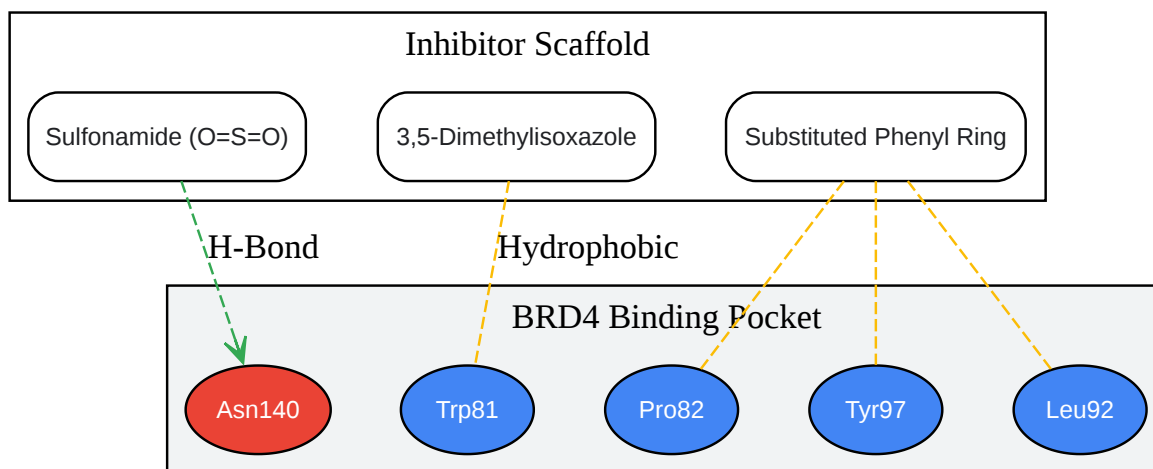 Inhibitor Scaffold
Sulfonamide (O=S=O)
3,5-Dimethylisoxazole
Substituted Phenyl Ring
H-Bond
Hydrophobic
BRD4 Binding Pocket
Asn140
Trp81
Pro82
Tyr97
Leu92